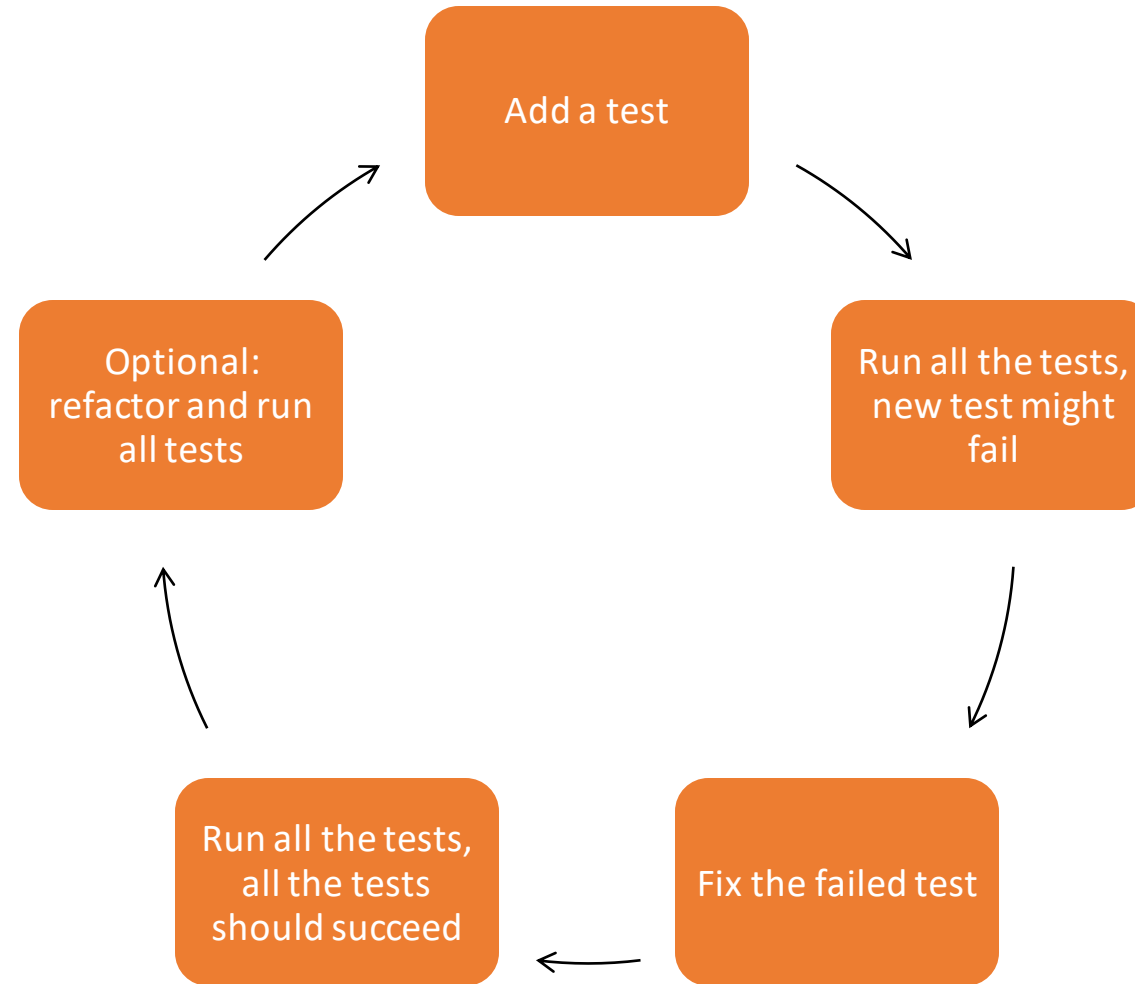 Add a test
Run all the tests,
new test might
fail
Fix the failed test
Run all the tests,
all the tests
should succeed
Optional:
refactor and run
all tests